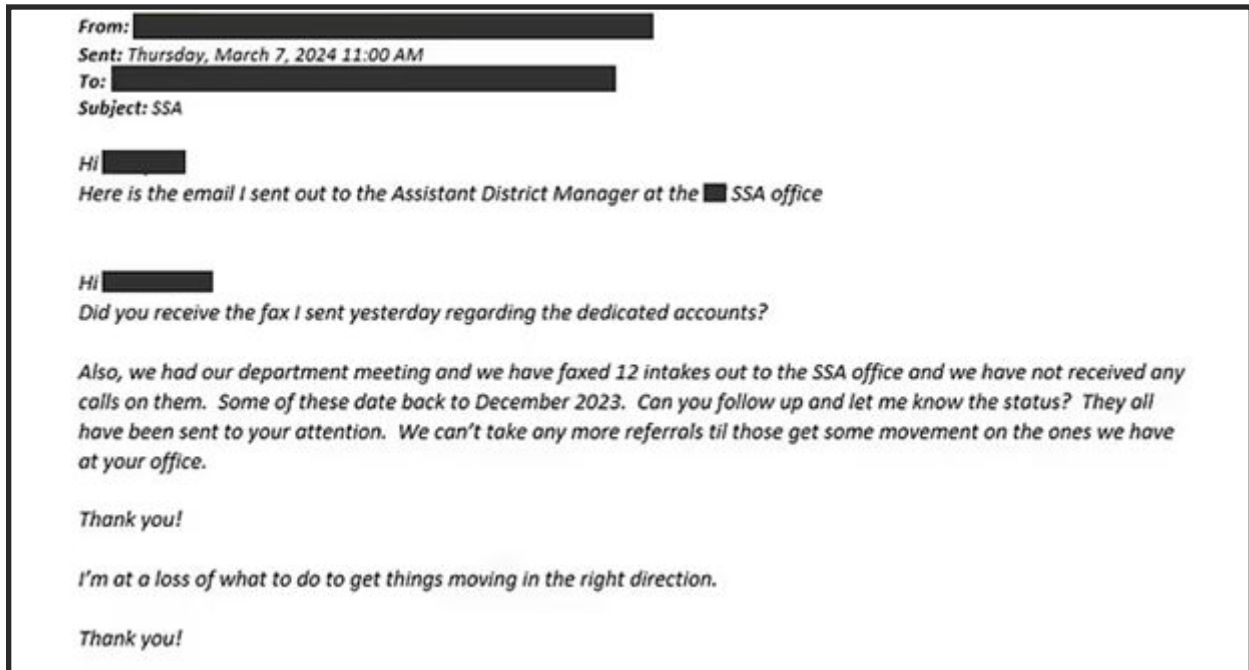 From:
Sent: Thursday, March 7, 2024 11:00 AM
To:
Subject: SSA
Hi
Here is the email I sent out to the Assistant District Manager at the SSA office
Hi
Did you receive the fax I sent yesterday regarding the dedicated accounts?
Also, we had our department meeting and we have faxed 12 intakes out to the SSA office and we have not received any
calls on them. Some of these date back to December 2023. Can you follow up and let me know the status? They all
have been sent to your attention. We can't take any more referrals til those get some movement on the ones we have
at your office.
Thank you!
I'm at a loss of what to do to get things moving in the right direction.
Thank you!